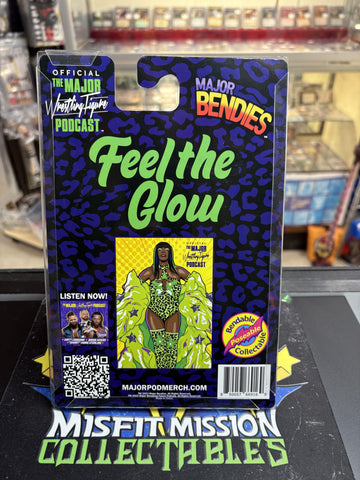 OFFICIAL
THE MAJOR
Wrestling Figure
PODCAST
MAJOR
BENDIES
Feel the
Glow
OFFICIAL
THE MAJOR
Wrestling Figure
PODCAST
LISTEN NOW!
Bendable
Poseable
Collectable
MAJORPODMERCH.COM
MISFIT MISSION
COLLECTABLES